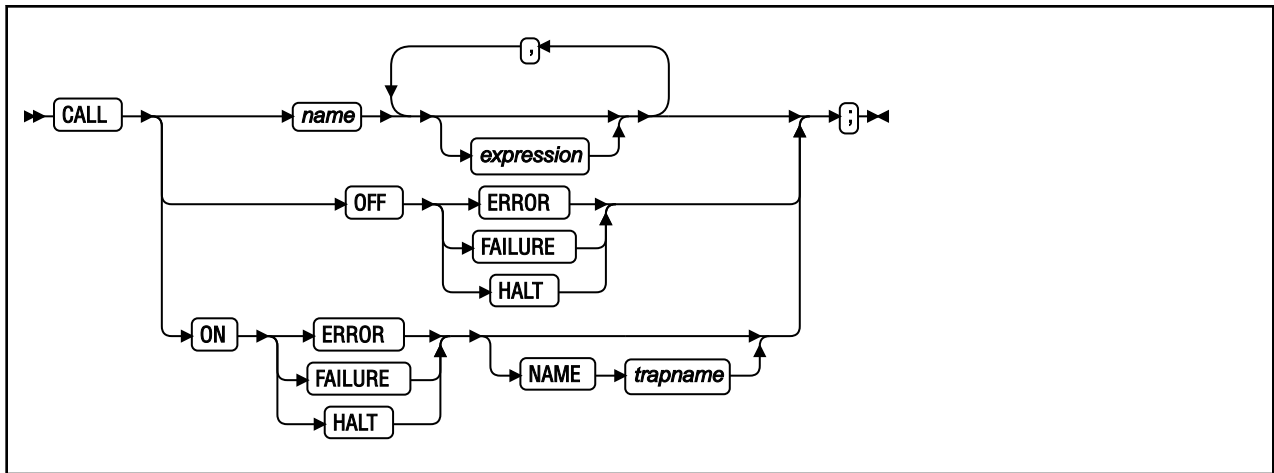 ,
CALL name
expression
;
OFF ERROR
FAILURE
HALT
ON ERROR
FAILURE
HALT
NAME trapname